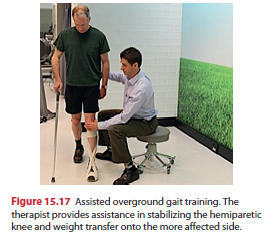 Figure 15.17 Assisted overground gait training. The
therapist provides assistance in stabilizing the hemiparetic
knee and weight transfer onto the more affected side.